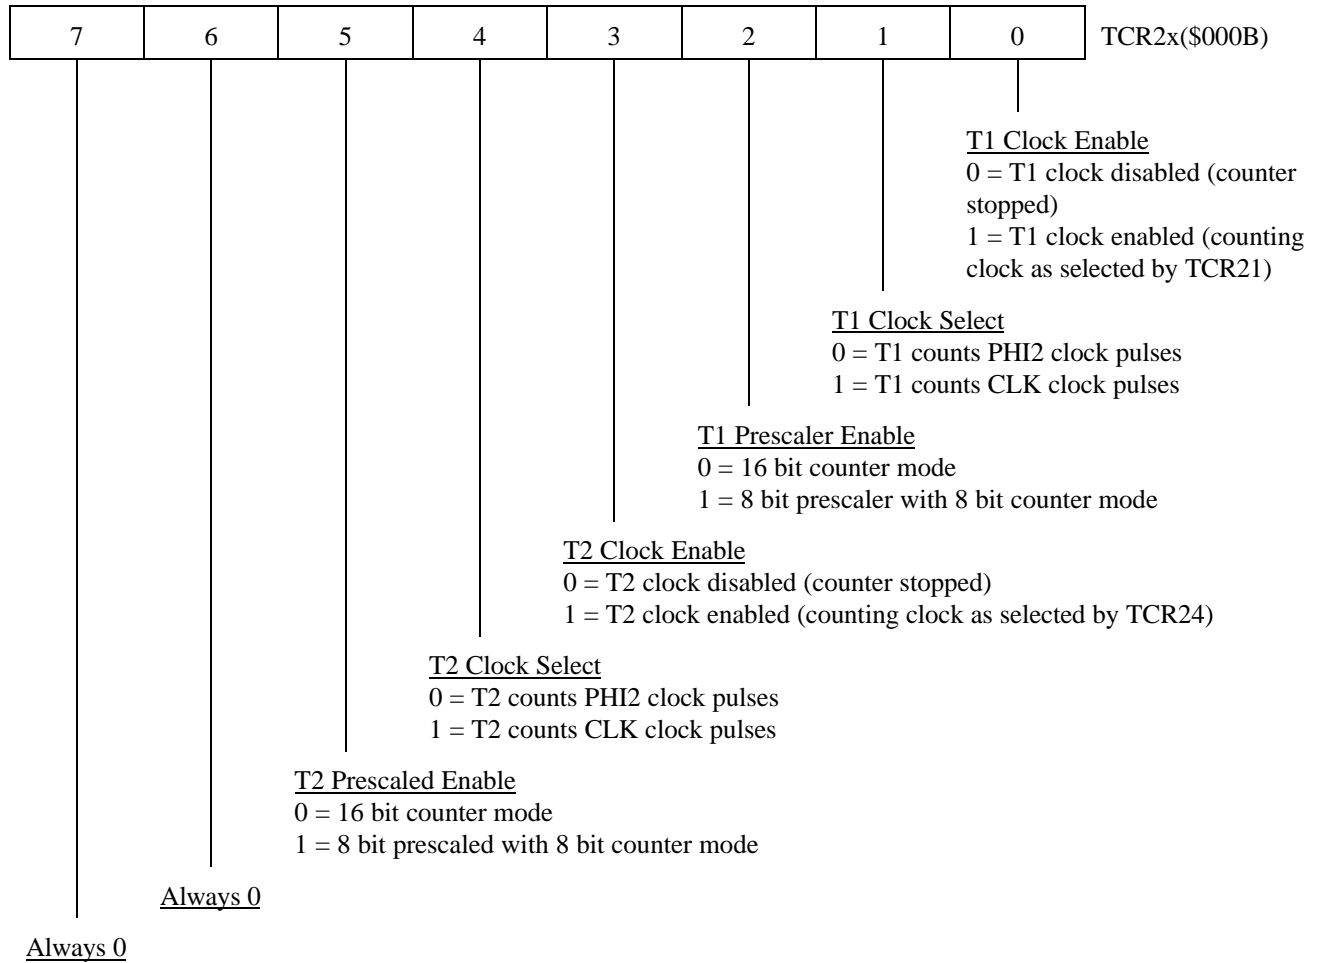 7 6 5 4 3 2 1 0 TCR2x($000B)
T1 Clock Enable
0 = T1 clock disabled (counter
stopped)
1 = T1 clock enabled (counting
clock as selected by TCR21)
T1 Clock Select
0 = T1 counts PHI2 clock pulses
1 = T1 counts CLK clock pulses
T1 Prescaler Enable
0 = 16 bit counter mode
1 = 8 bit prescaler with 8 bit counter mode
T2 Clock Enable
0 = T2 clock disabled (counter stopped)
1 = T2 clock enabled (counting clock as selected by TCR24)
T2 Clock Select
0 = T2 counts PHI2 clock pulses
1 = T2 counts CLK clock pulses
T2 Prescaled Enable
0 = 16 bit counter mode
1 = 8 bit prescaled with 8 bit counter mode
Always 0
Always 0